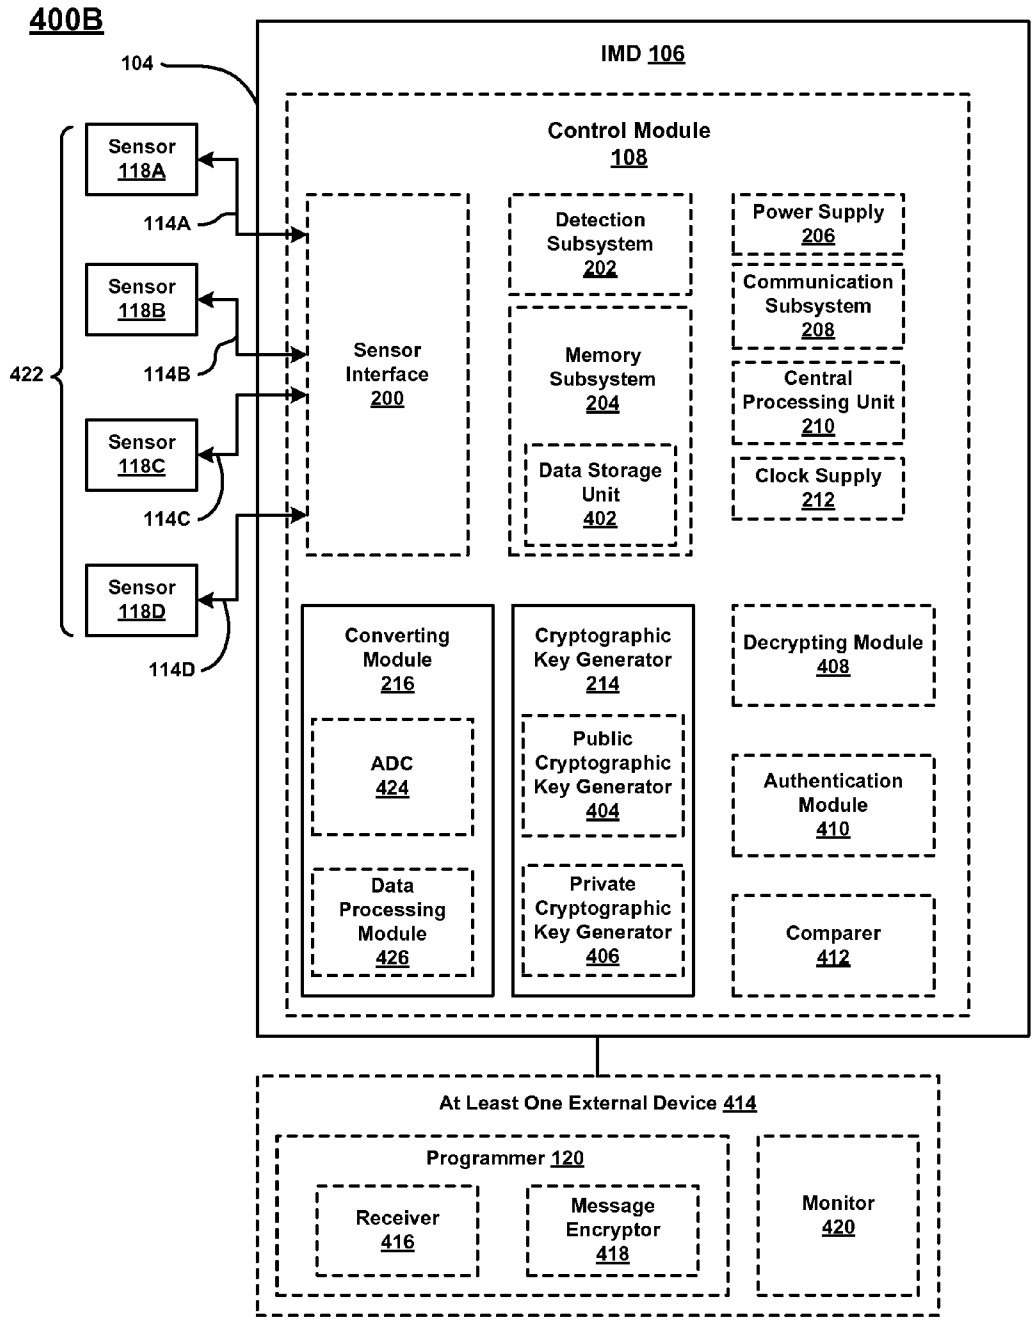 400B
IMD 106
104
Control Module
108
Sensor
118A
114A
Sensor
118B
114B
422
Sensor
118C
114C
Sensor
118D
114D
Sensor
Interface
200
Detection
Subsystem
202
Memory
Subsystem
204
Data Storage
Unit
402
Power Supply
206
Communication
Subsystem
208
Central
Processing Unit
210
Clock Supply
212
Converting
Module
216
ADC
424
Data
Processing
Module
426
Cryptographic
Key Generator
214
Public
Cryptographic
Key Generator
404
Private
Cryptographic
Key Generator
406
Decrypting Module
408
Authentication
Module
410
Comparer
412
At Least One External Device 414
Programmer 120
Receiver
416
Message
Encryptor
418
Monitor
420